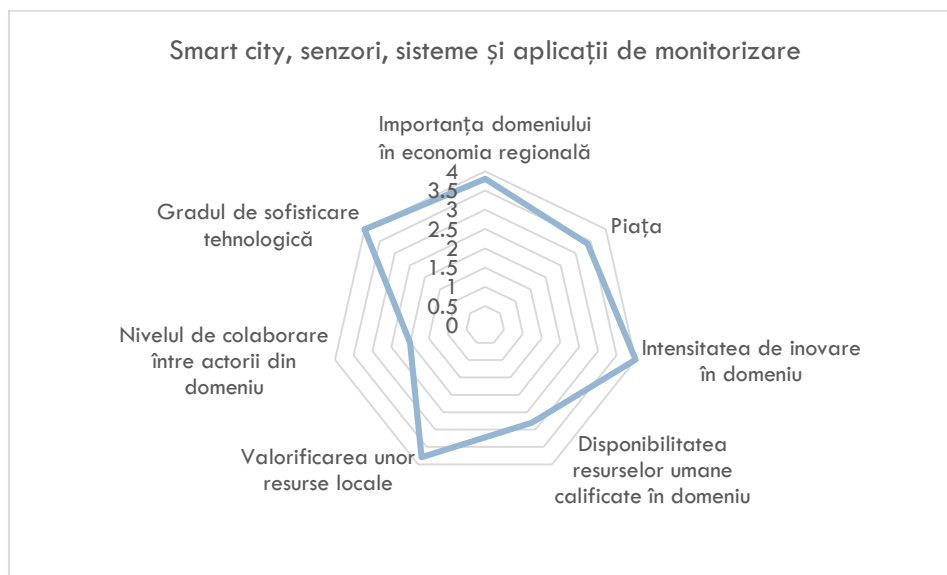 Smart city, senzori, sisteme și aplicații de monitorizare
Importanța domeniului
în economia regională
4
3.5
3
2.5
2
1.5
1
0.5
0
Piața
Intensitatea de inovare
în domeniu
Disponibilitatea
resurselor umane
calificate în domeniu
Valorificarea unor
resurse locale
Nivelul de colaborare
între actorii din
domeniu
Gradul de sofisticare
tehnologică